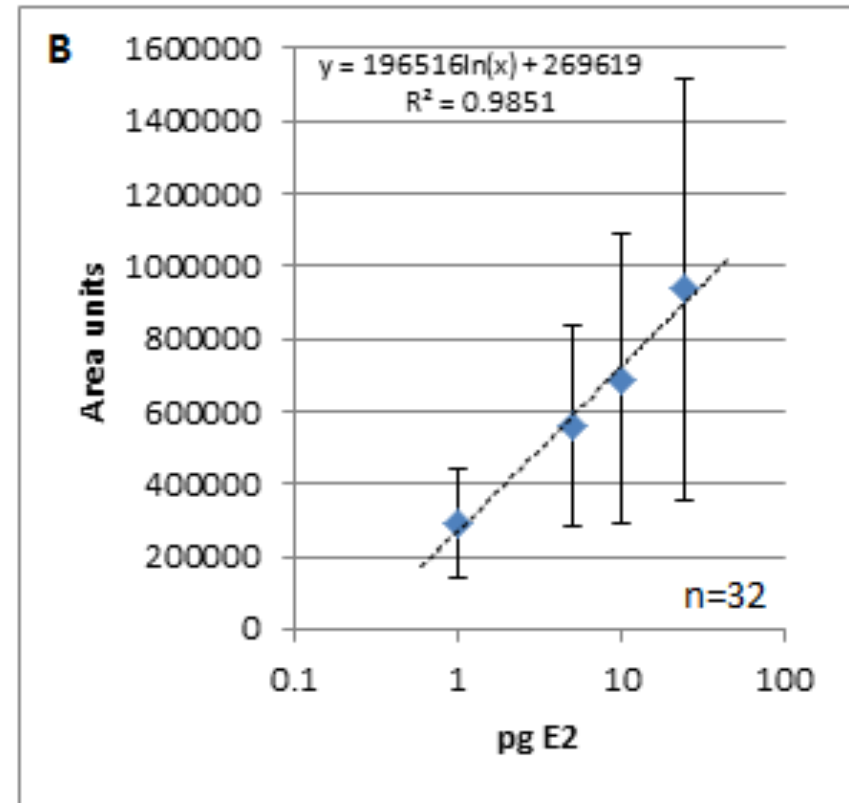 B
y = 196516ln(x) + 269619
R² = 0.9851
1600000
1400000
1200000
1000000
800000
600000
400000
200000
0
Area units
n=32
0.1 1 10 100
pg E2